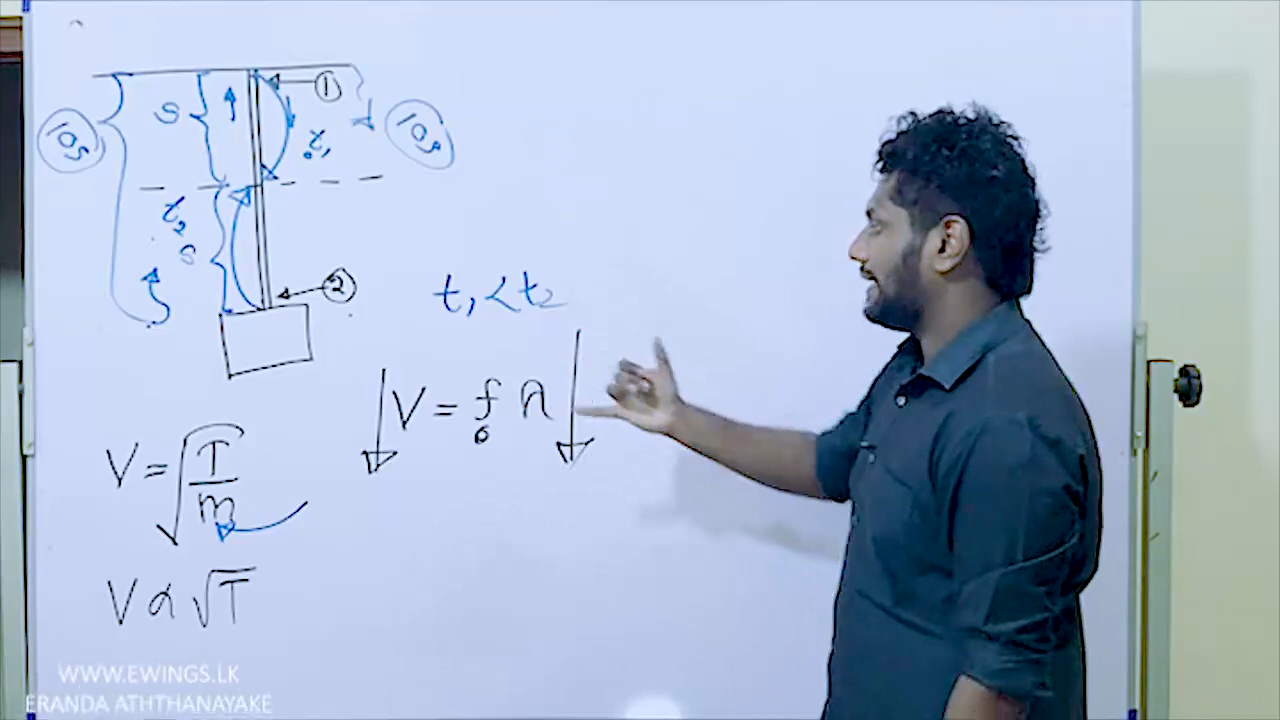 ①
S
10s
10s
t₁
t₂
S
②
t₁ < t₂
V = f λ
V = √(T/m)
V ∝ √T
WWW.EWINGS.LK
ERANDA ATHTHANAYAKE